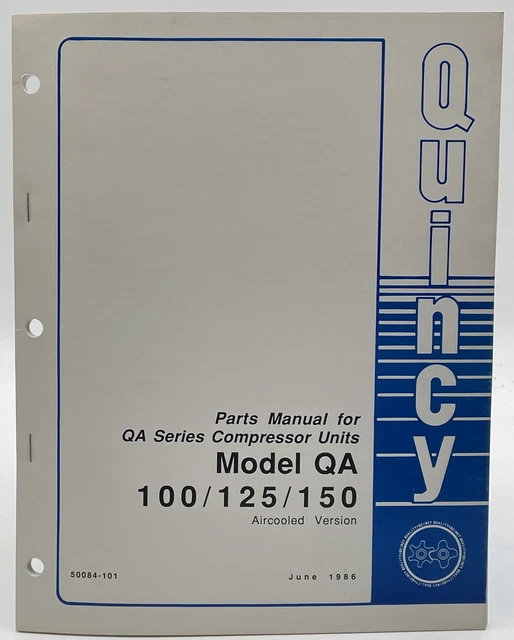 Quincy
Parts Manual for
QA Series Compressor Units
Model QA
100/125/150
Aircooled Version
50084-101 June 1986